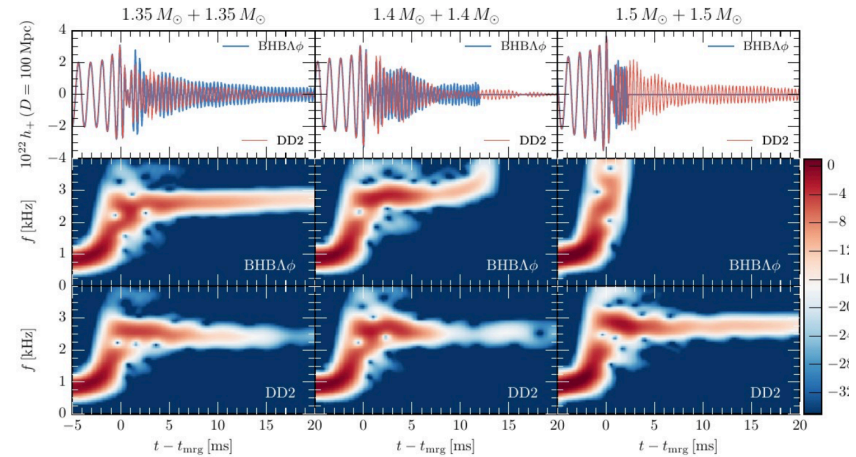 1.35 M⊙ + 1.35 M⊙
1.4 M⊙ + 1.4 M⊙
1.5 M⊙ + 1.5 M⊙
10²² h₊ (D = 100 Mpc)
4
2
0
−2
−4
BHBΛϕ
DD2
BHBΛϕ
DD2
BHBΛϕ
DD2
f [kHz]
3
2
1
0
BHBΛϕ
BHBΛϕ
BHBΛϕ
f [kHz]
3
2
1
0
DD2
DD2
DD2
0
−4
−8
−12
−16
−20
−24
−28
−32
−5 0 5 10 15 20
0 5 10 15 20
0 5 10 15 20
t − tmrg [ms]
t − tmrg [ms]
t − tmrg [ms]